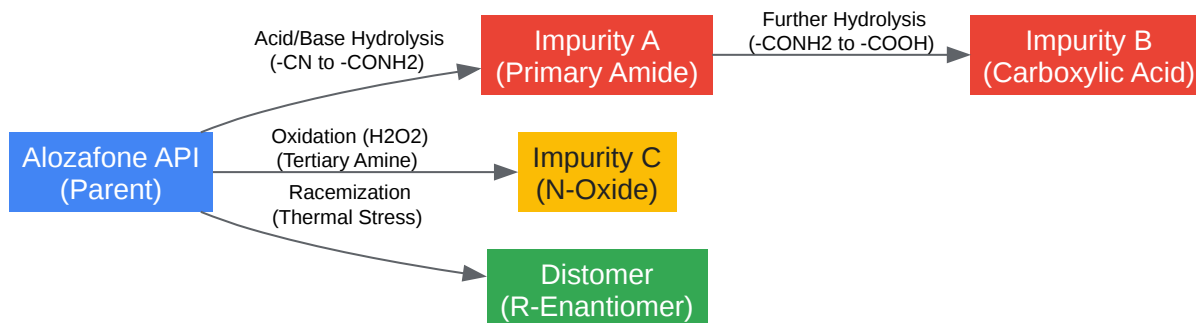 Acid/Base Hydrolysis
(-CN to -CONH2)
Impurity A
(Primary Amide)
Further Hydrolysis
(-CONH2 to -COOH)
Impurity B
(Carboxylic Acid)
Alozafone API
(Parent)
Oxidation (H2O2)
(Tertiary Amine)
Impurity C
(N-Oxide)
Racemization
(Thermal Stress)
Distomer
(R-Enantiomer)